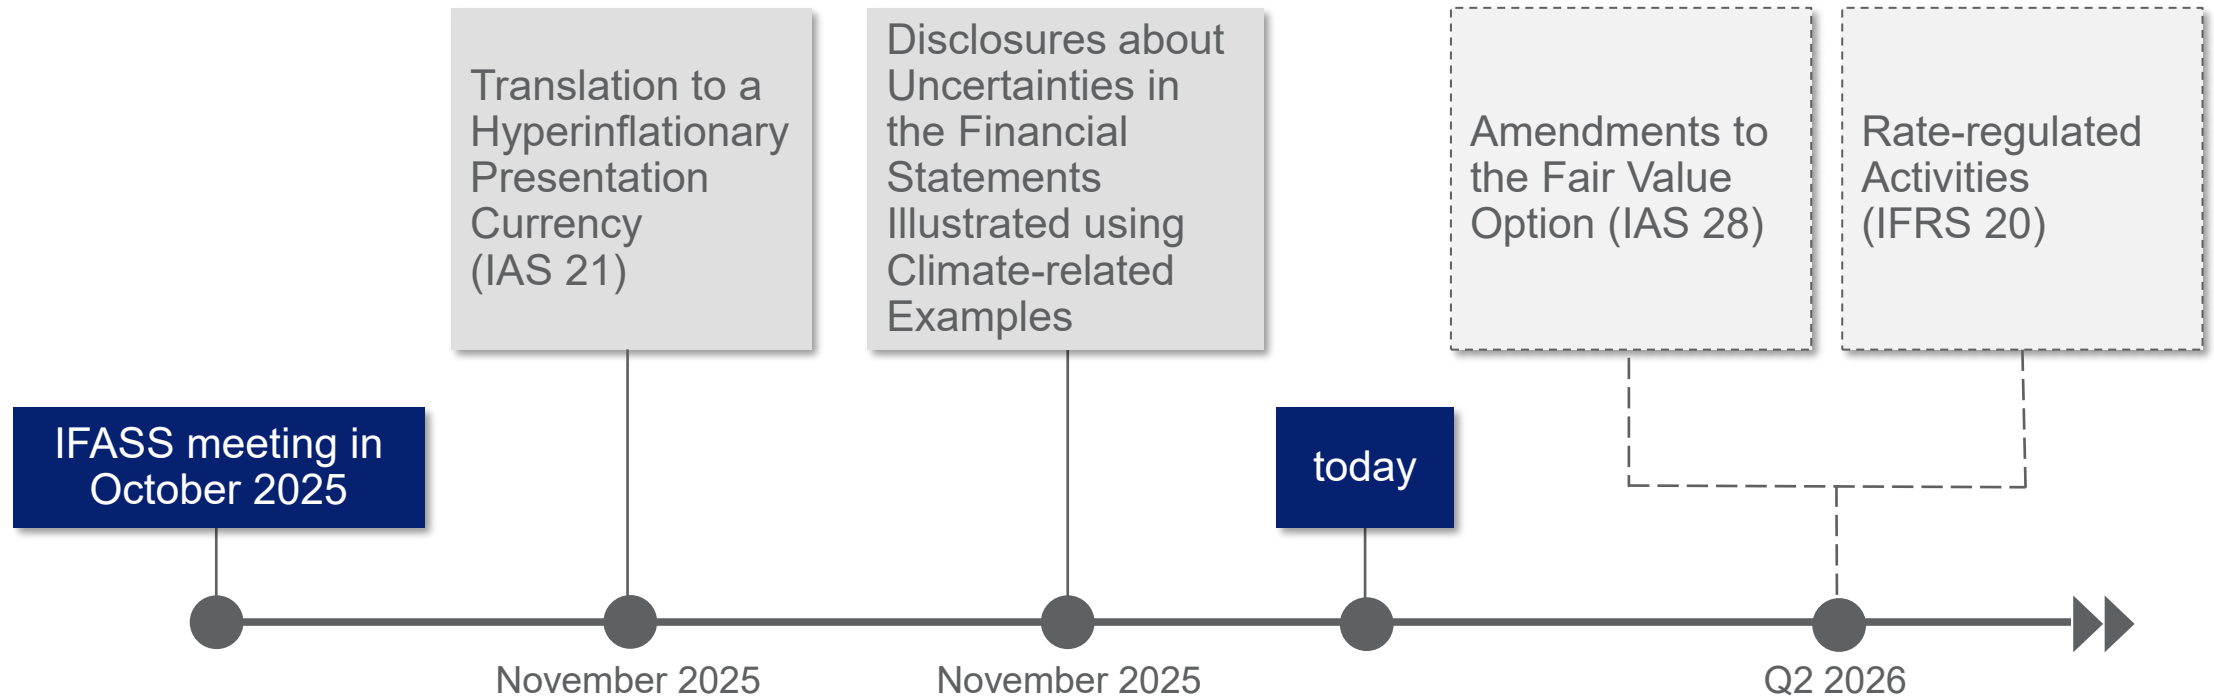 Translation to a
Hyperinflationary
Presentation
Currency
(IAS 21)
Disclosures about
Uncertainties in
the Financial
Statements
Illustrated using
Climate-related
Examples
Amendments to
the Fair Value
Option (IAS 28)
Rate-regulated
Activities
(IFRS 20)
IFASS meeting in
October 2025
today
November 2025
November 2025
Q2 2026